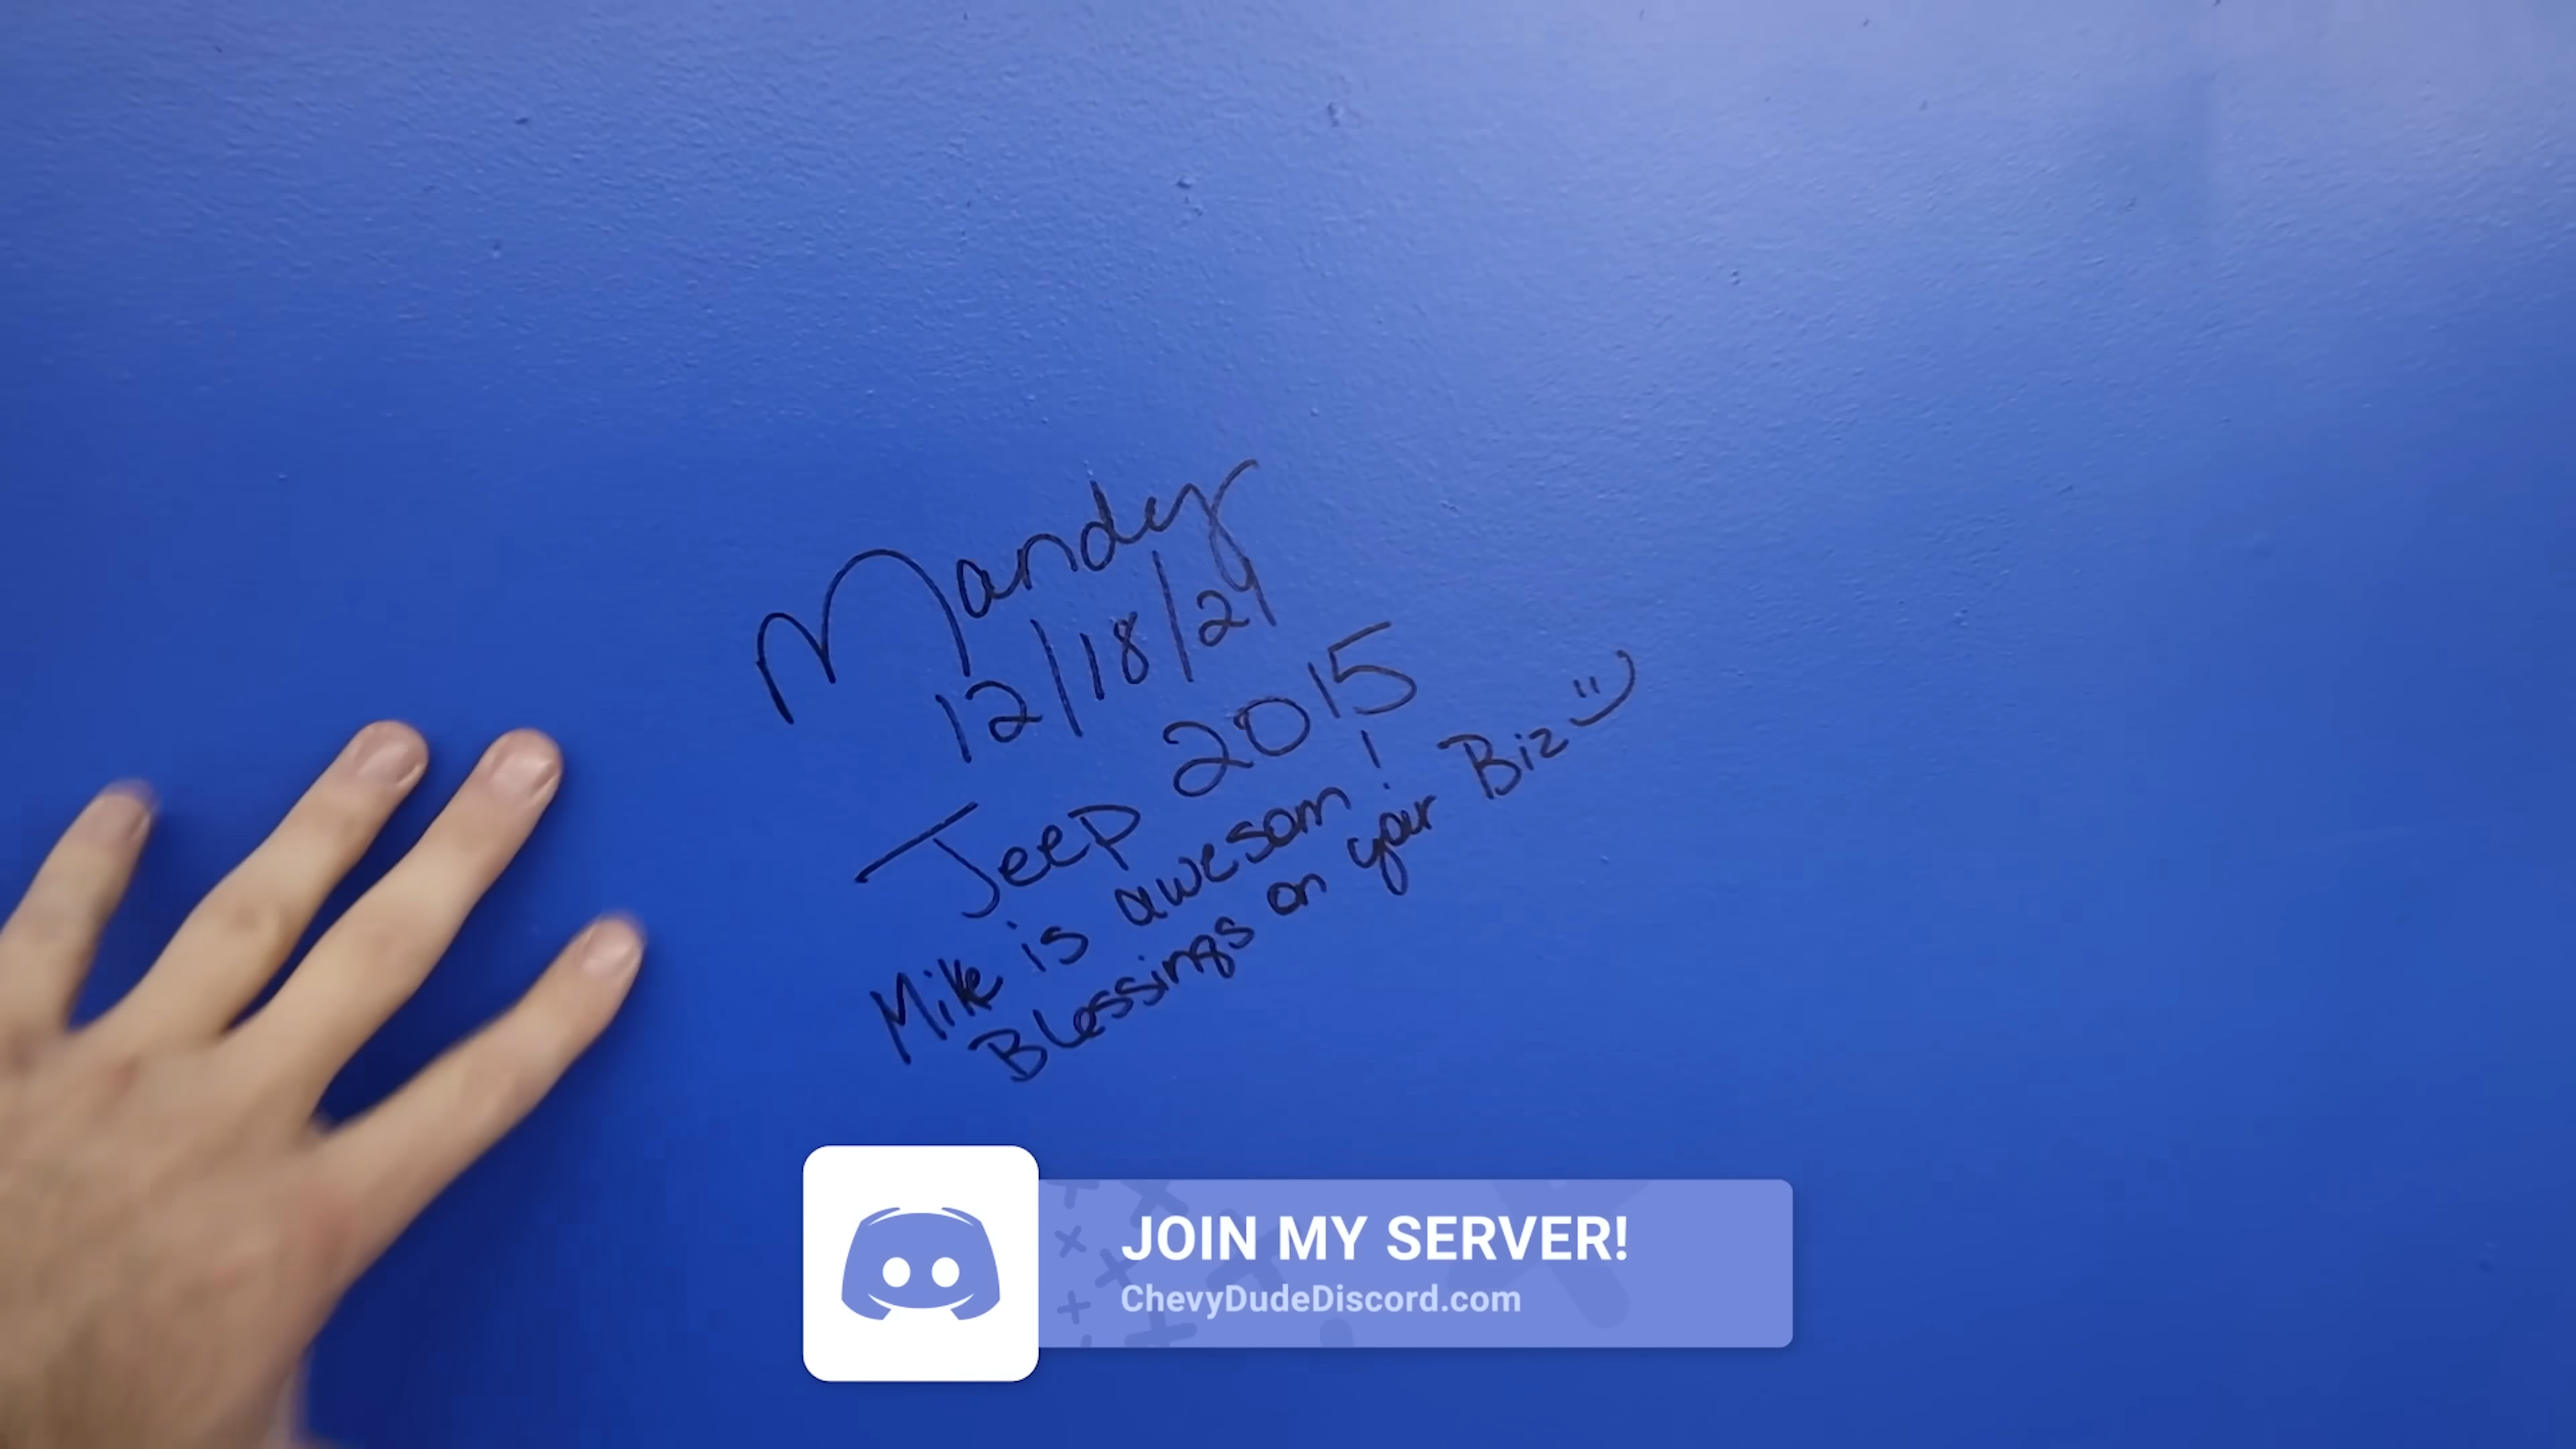 Mandy
12/18/24
Jeep 2015
Mike is awesom!
Blessings on your Biz
JOIN MY SERVER!
ChevyDudeDiscord.com